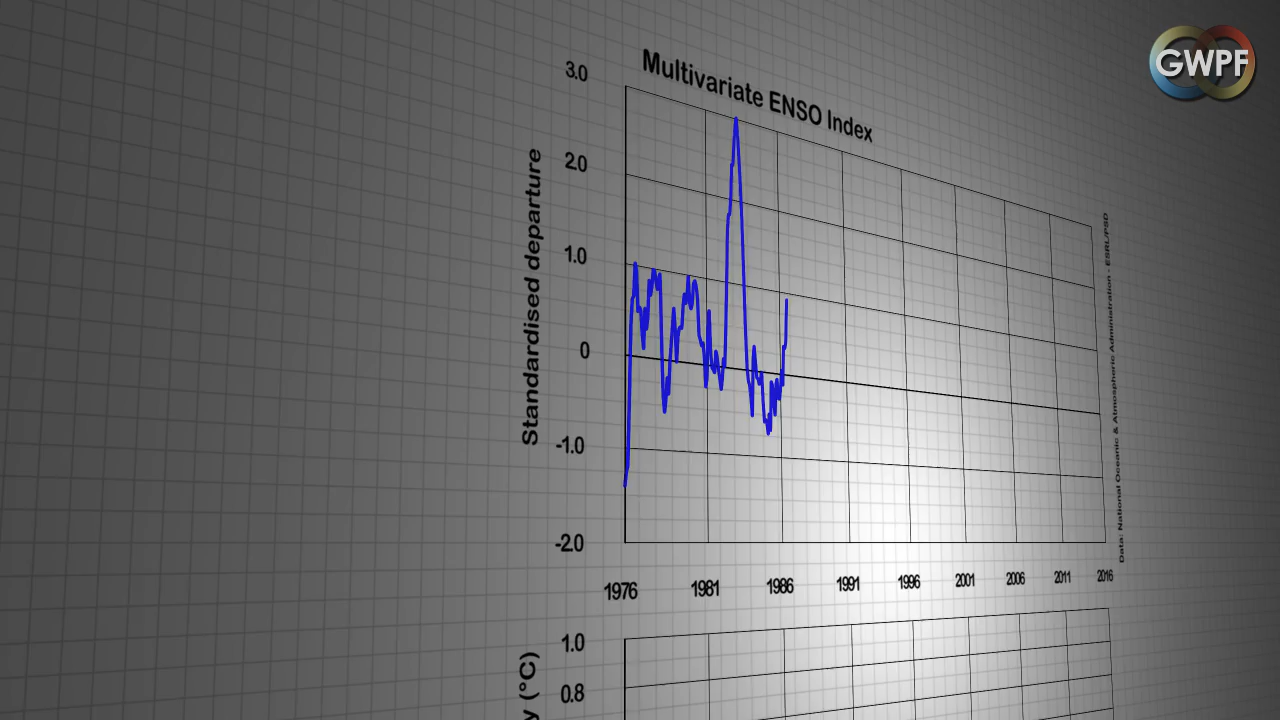 GWPF
Multivariate ENSO Index
3.0
2.0
1.0
0
-1.0
-2.0
Standardised departure
Data: National Oceanic & Atmospheric Administration - ESRL/PSD
1976 1981 1986 1991 1996 2001 2006 2011 2016
1.0
0.8
y (°C)